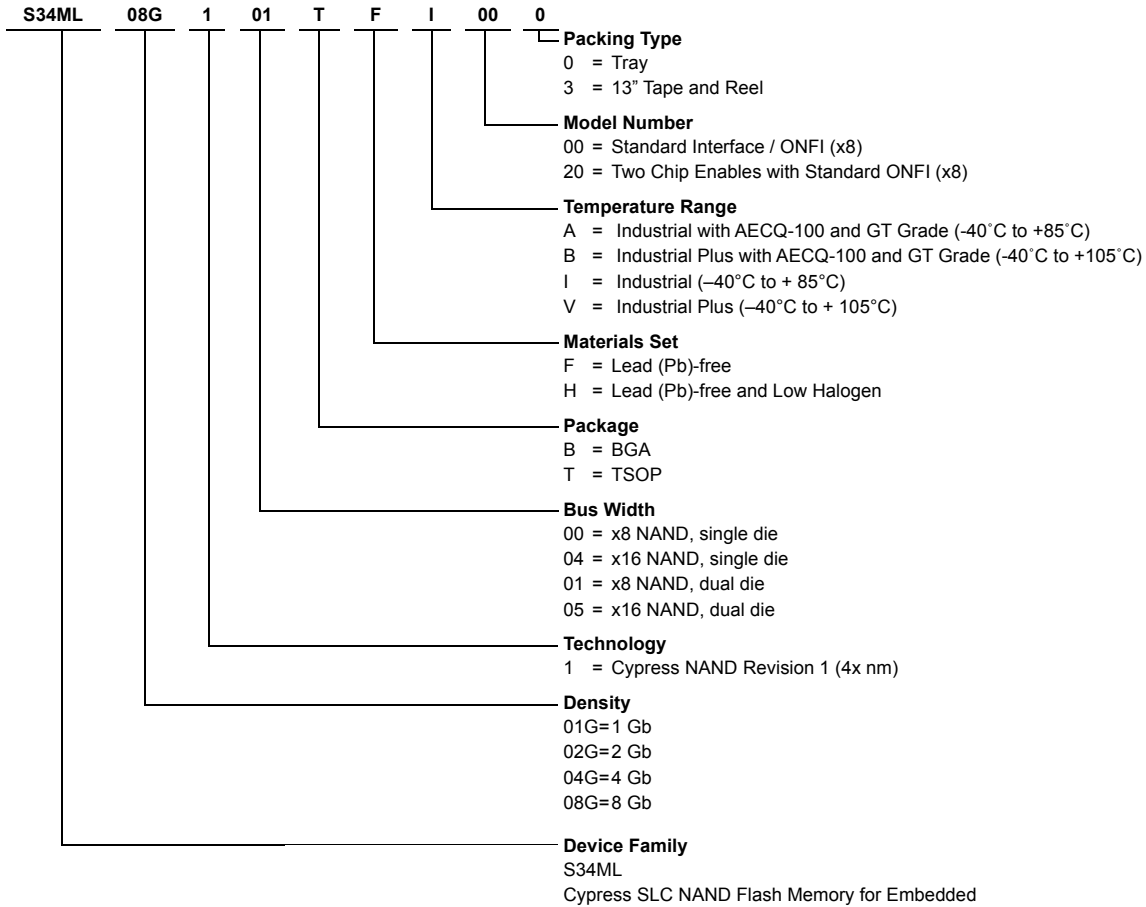 S34ML 08G 1 01 T F I 00 0
Packing Type
0 = Tray
3 = 13” Tape and Reel
Model Number
00 = Standard Interface / ONFI (x8)
20 = Two Chip Enables with Standard ONFI (x8)
Temperature Range
A = Industrial with AECQ-100 and GT Grade (-40˚C to +85˚C)
B = Industrial Plus with AECQ-100 and GT Grade (-40˚C to +105˚C)
I = Industrial (–40°C to + 85°C)
V = Industrial Plus (–40°C to + 105°C)
Materials Set
F = Lead (Pb)-free
H = Lead (Pb)-free and Low Halogen
Package
B = BGA
T = TSOP
Bus Width
00 = x8 NAND, single die
04 = x16 NAND, single die
01 = x8 NAND, dual die
05 = x16 NAND, dual die
Technology
1 = Cypress NAND Revision 1 (4x nm)
Density
01G=1 Gb
02G=2 Gb
04G=4 Gb
08G=8 Gb
Device Family
S34ML
Cypress SLC NAND Flash Memory for Embedded